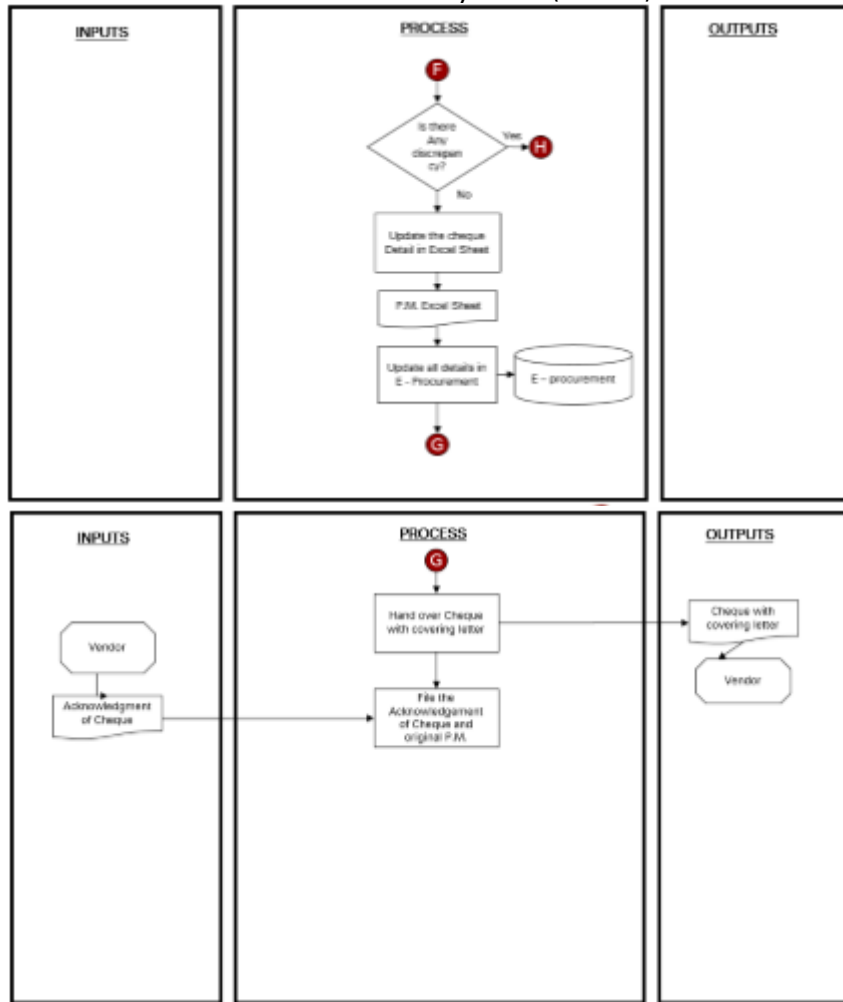 INPUTS
PROCESS
OUTPUTS
F
Is there
Any
discrepan
cy?
Yes
H
No
Update the cheque
Detail in Excel Sheet
P.M. Excel Sheet
Update all details in
E - Procurement
E – procurement
G
INPUTS
PROCESS
OUTPUTS
G
Hand over Cheque
with covering letter
Cheque with
covering letter
Vendor
Vendor
Acknowledgment
of Cheque
File the
Acknowledgement
of Cheque and
original P.M.